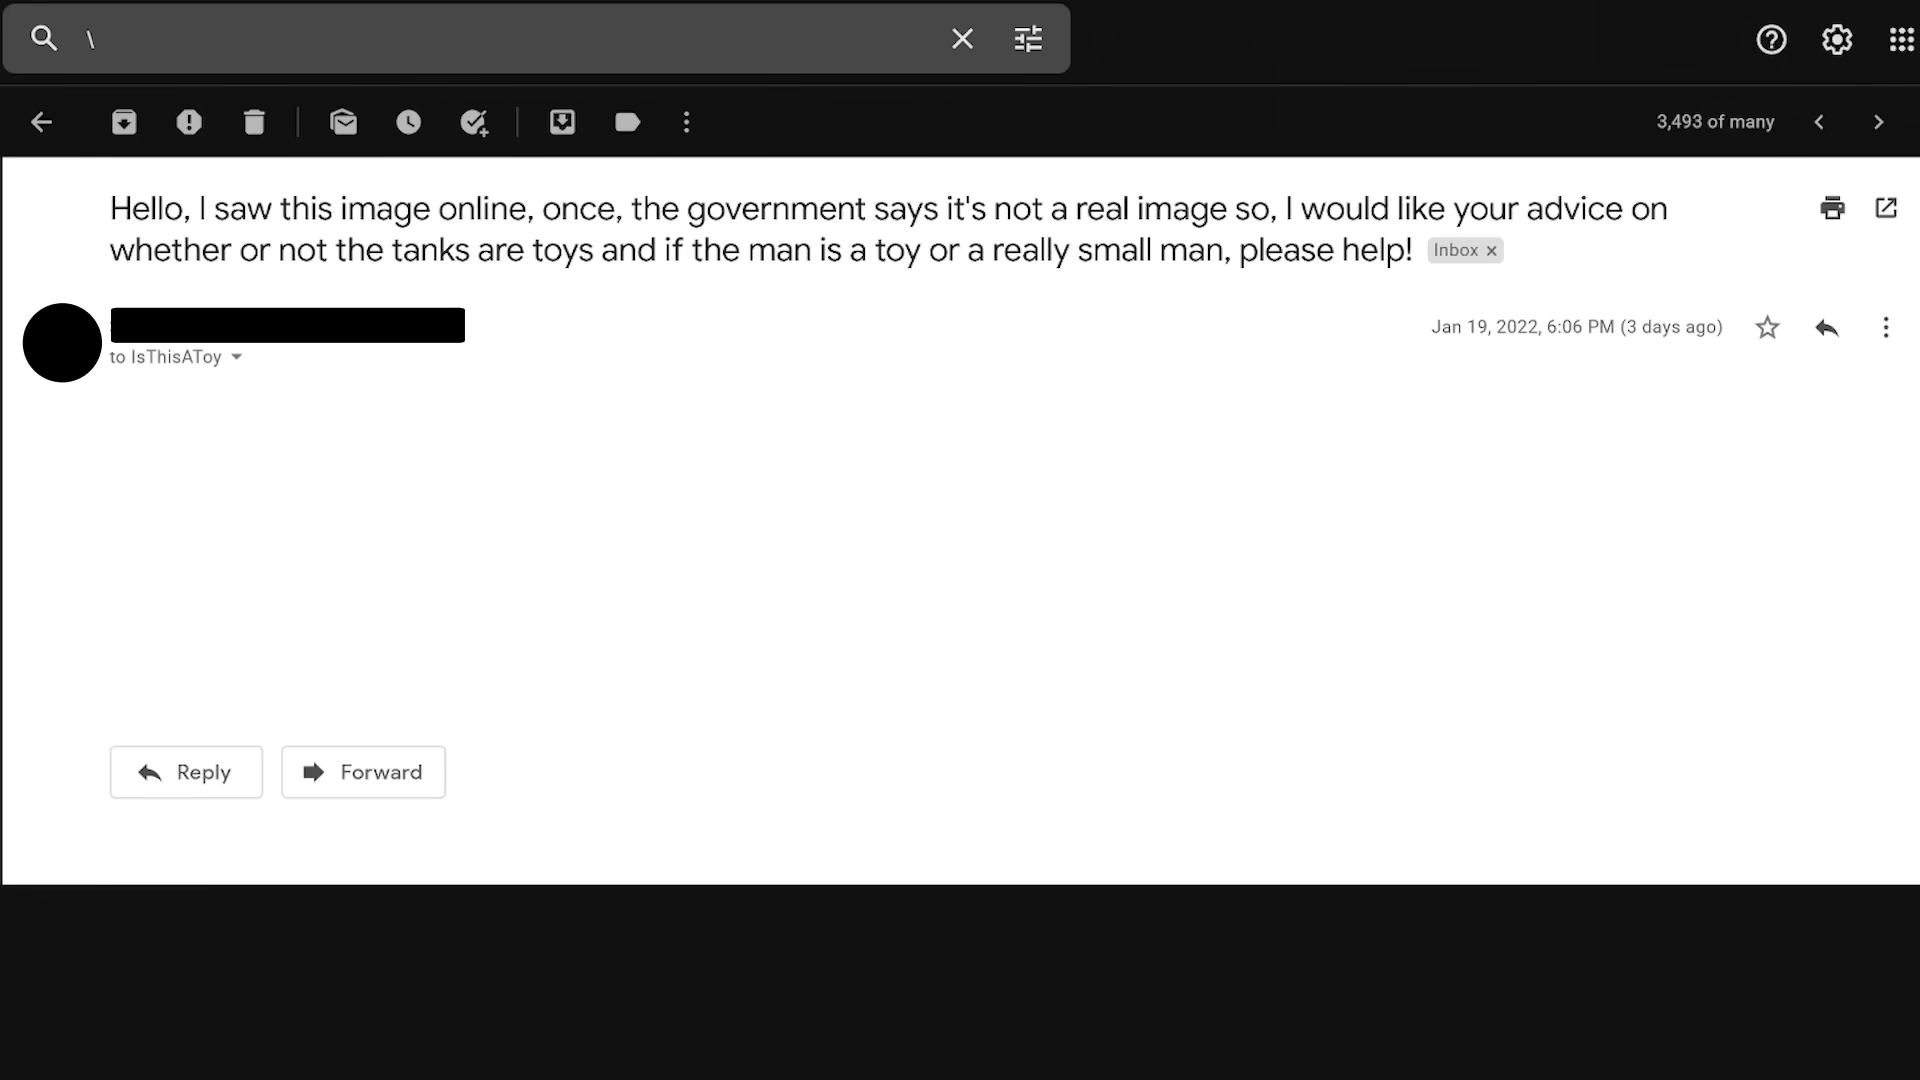 \
3,493 of many
Hello, I saw this image online, once, the government says it's not a real image so, I would like your advice on
whether or not the tanks are toys and if the man is a toy or a really small man, please help! Inbox x
Jan 19, 2022, 6:06 PM (3 days ago)
to IsThisAToy
Reply Forward